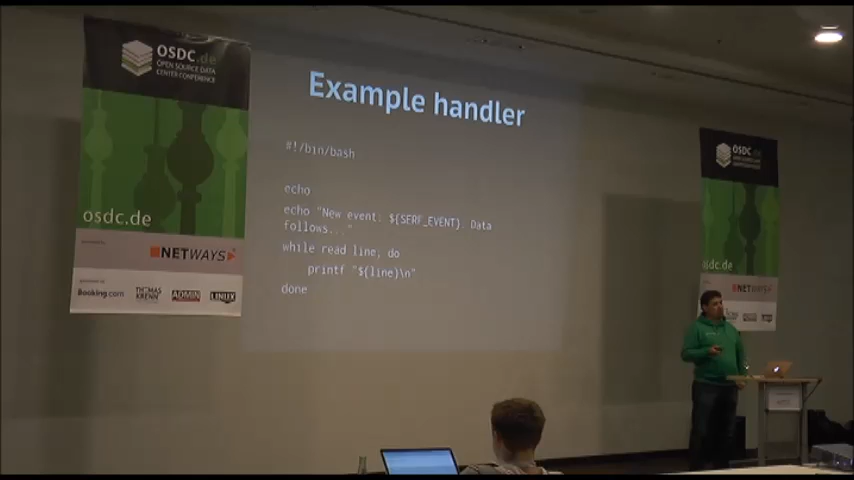 OSDC.de
OPEN SOURCE DATA
CENTER CONFERENCE
osdc.de
NETWAYS
Booking.com
THOMAS
KRENN
ADMIN
LINUX
Example handler
#!/bin/bash
echo
echo "New event: ${SERF_EVENT}. Data
follows..."
while read line; do
printf "${line}\n"
done
OSDC.de
osdc.de
NETWAYS